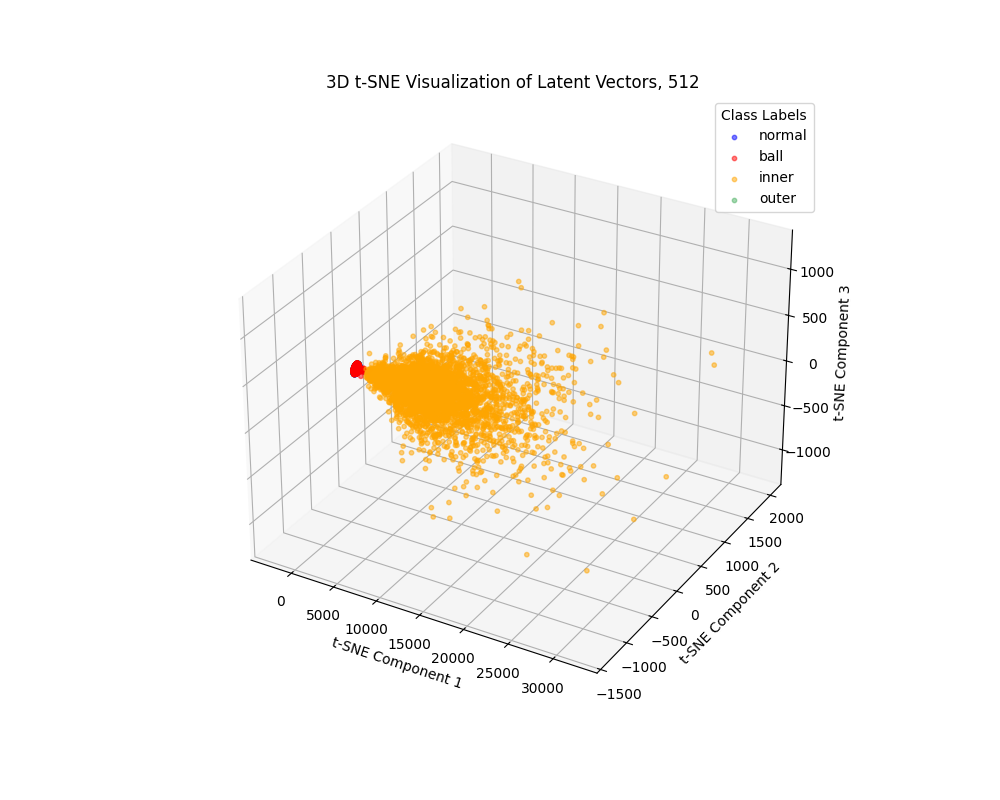 3D t-SNE Visualization of Latent Vectors, 512
Class Labels
normal
ball
inner
outer
1000
500
0
−500
−1000
t-SNE Component 3
2000
1500
1000
500
0
−500
−1000
−1500
t-SNE Component 2
0
5000
10000
15000
20000
25000
30000
t-SNE Component 1